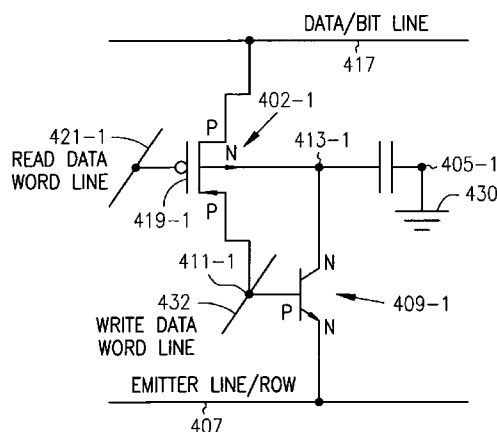 DATA/BIT LINE
417
402-1
421-1
P
N
413-1
READ DATA
WORD LINE
405-1
430
419-1
P
411-1
N
432
P
409-1
WRITE DATA
WORD LINE
N
EMITTER LINE/ROW
407